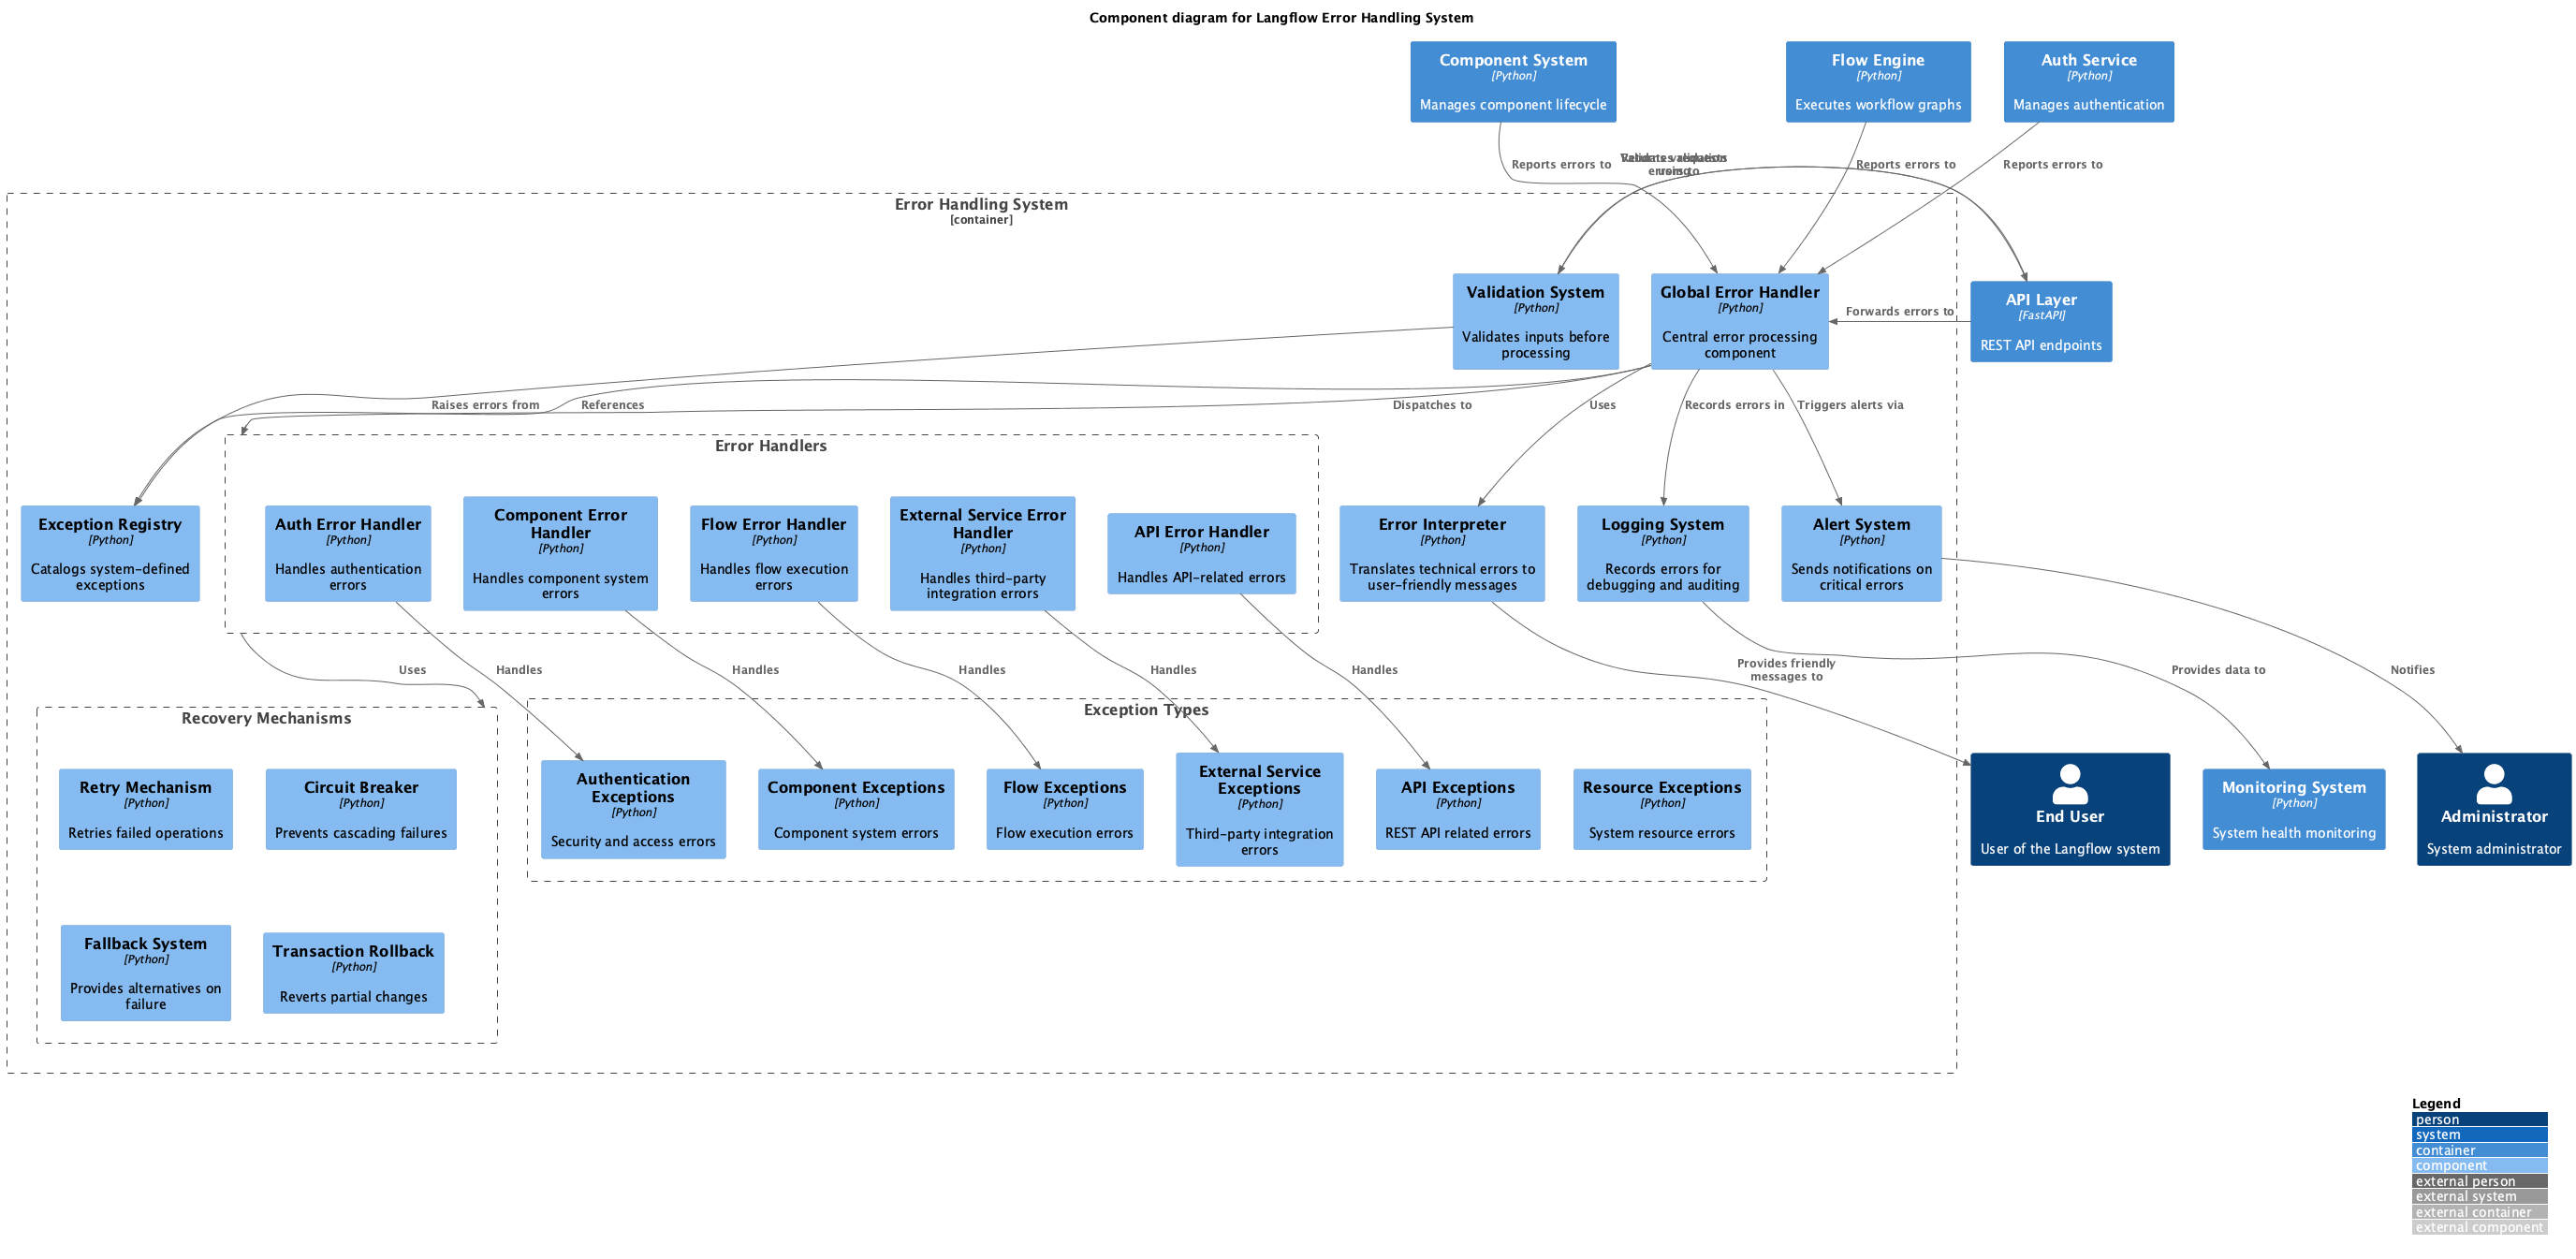 Component diagram for Langflow Error Handling System
Component System
[Python]
Manages component lifecycle
Flow Engine
[Python]
Executes workflow graphs
Auth Service
[Python]
Manages authentication
Reports errors to
Reports errors to
Reports errors to
Error Handling System
[container]
Validation System
[Python]
Validates inputs before
processing
Global Error Handler
[Python]
Central error processing
component
Forwards errors to
API Layer
[FastAPI]
REST API endpoints
Raises errors from
References
Dispatches to
Uses
Records errors in
Triggers alerts via
Error Handlers
Exception Registry
[Python]
Catalogs system-defined
exceptions
Auth Error Handler
[Python]
Handles authentication
errors
Component Error
Handler
[Python]
Handles component system
errors
Flow Error Handler
[Python]
Handles flow execution
errors
External Service Error
Handler
[Python]
Handles third-party
integration errors
API Error Handler
[Python]
Handles API-related errors
Error Interpreter
[Python]
Translates technical errors to
user-friendly messages
Logging System
[Python]
Records errors for
debugging and auditing
Alert System
[Python]
Sends notifications on
critical errors
Uses
Handles
Handles
Handles
Handles
Handles
Provides friendly
messages to
Provides data to
Notifies
Recovery Mechanisms
Retry Mechanism
[Python]
Retries failed operations
Circuit Breaker
[Python]
Prevents cascading failures
Fallback System
[Python]
Provides alternatives on
failure
Transaction Rollback
[Python]
Reverts partial changes
Exception Types
Authentication
Exceptions
[Python]
Security and access errors
Component Exceptions
[Python]
Component system errors
Flow Exceptions
[Python]
Flow execution errors
External Service
Exceptions
[Python]
Third-party integration
errors
API Exceptions
[Python]
REST API related errors
Resource Exceptions
[Python]
System resource errors
End User
User of the Langflow system
Monitoring System
[Python]
System health monitoring
Administrator
System administrator
Legend
person
system
container
component
external person
external system
external container
external component